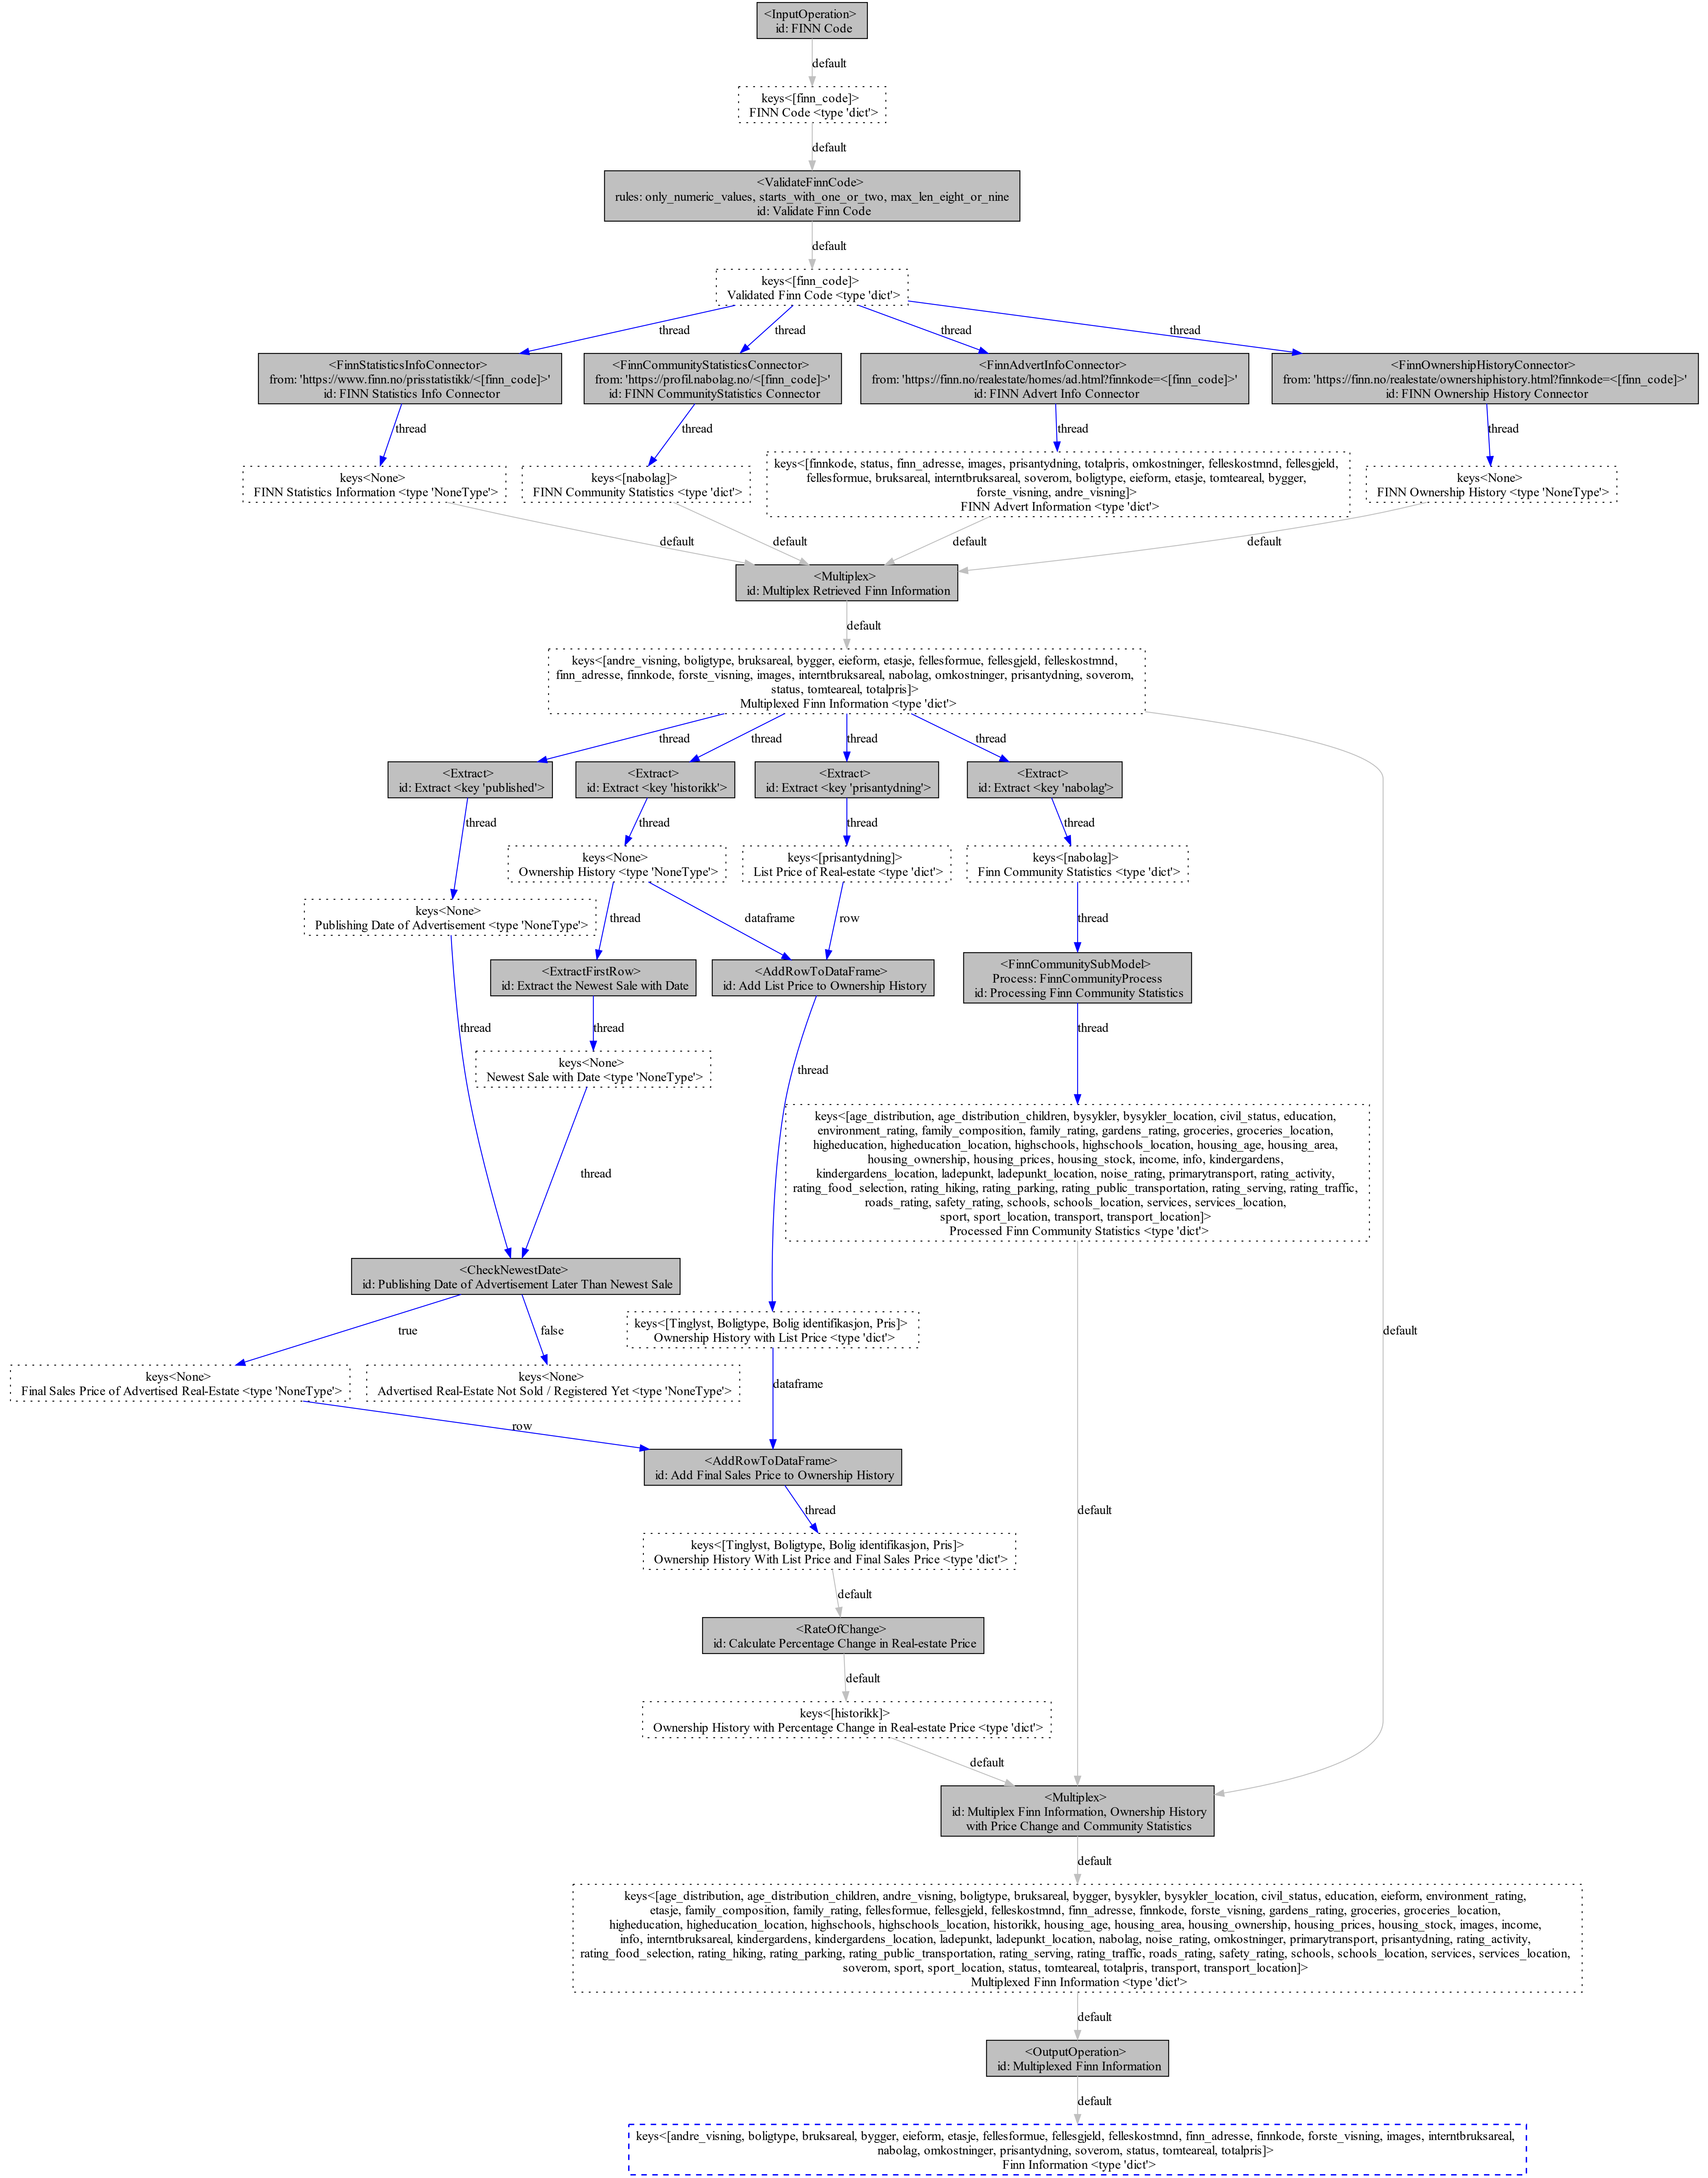 <InputOperation>
id: FINN Code
default
keys<[finn_code]>
FINN Code <type 'dict'>
default
<ValidateFinnCode>
rules: only_numeric_values, starts_with_one_or_two, max_len_eight_or_nine
id: Validate Finn Code
default
keys<[finn_code]>
Validated Finn Code <type 'dict'>
thread
thread
thread
thread
<FinnStatisticsInfoConnector>
from: 'https://www.finn.no/prisstatistikk/<[finn_code]>'
id: FINN Statistics Info Connector
<FinnCommunityStatisticsConnector>
from: 'https://profil.nabolag.no/<[finn_code]>'
id: FINN CommunityStatistics Connector
<FinnAdvertInfoConnector>
from: 'https://finn.no/realestate/homes/ad.html?finnkode=<[finn_code]>'
id: FINN Advert Info Connector
<FinnOwnershipHistoryConnector>
from: 'https://finn.no/realestate/ownershiphistory.html?finnkode=<[finn_code]>'
id: FINN Ownership History Connector
thread
thread
thread
thread
keys<None>
FINN Statistics Information <type 'NoneType'>
keys<[nabolag]>
FINN Community Statistics <type 'dict'>
keys<[finnkode, status, finn_adresse, images, prisantydning, totalpris, omkostninger, felleskostmnd, fellesgjeld,
fellesformue, bruksareal, interntbruksareal, soverom, boligtype, eieform, etasje, tomteareal, bygger,
forste_visning, andre_visning]>
FINN Advert Information <type 'dict'>
keys<None>
FINN Ownership History <type 'NoneType'>
default
default
default
default
<Multiplex>
id: Multiplex Retrieved Finn Information
default
keys<[andre_visning, boligtype, bruksareal, bygger, eieform, etasje, fellesformue, fellesgjeld, felleskostmnd,
finn_adresse, finnkode, forste_visning, images, interntbruksareal, nabolag, omkostninger, prisantydning, soverom,
status, tomteareal, totalpris]>
Multiplexed Finn Information <type 'dict'>
thread
thread
thread
thread
<Extract>
id: Extract <key 'published'>
<Extract>
id: Extract <key 'historikk'>
<Extract>
id: Extract <key 'prisantydning'>
<Extract>
id: Extract <key 'nabolag'>
thread
thread
thread
thread
keys<None>
Ownership History <type 'NoneType'>
keys<[prisantydning]>
List Price of Real-estate <type 'dict'>
keys<[nabolag]>
Finn Community Statistics <type 'dict'>
keys<None>
Publishing Date of Advertisement <type 'NoneType'>
thread
dataframe
row
thread
<ExtractFirstRow>
id: Extract the Newest Sale with Date
<AddRowToDataFrame>
id: Add List Price to Ownership History
<FinnCommunitySubModel>
Process: FinnCommunityProcess
id: Processing Finn Community Statistics
thread
thread
thread
keys<None>
Newest Sale with Date <type 'NoneType'>
thread
keys<[age_distribution, age_distribution_children, bysykler, bysykler_location, civil_status, education,
environment_rating, family_composition, family_rating, gardens_rating, groceries, groceries_location,
higheducation, higheducation_location, highschools, highschools_location, housing_age, housing_area,
housing_ownership, housing_prices, housing_stock, income, info, kindergardens,
kindergardens_location, ladepunkt, ladepunkt_location, noise_rating, primarytransport, rating_activity,
rating_food_selection, rating_hiking, rating_parking, rating_public_transportation, rating_serving, rating_traffic,
roads_rating, safety_rating, schools, schools_location, services, services_location,
sport, sport_location, transport, transport_location]>
Processed Finn Community Statistics <type 'dict'>
thread
<CheckNewestDate>
id: Publishing Date of Advertisement Later Than Newest Sale
true
false
keys<[Tinglyst, Boligtype, Bolig identifikasjon, Pris]>
Ownership History with List Price <type 'dict'>
default
keys<None>
Final Sales Price of Advertised Real-Estate <type 'NoneType'>
keys<None>
Advertised Real-Estate Not Sold / Registered Yet <type 'NoneType'>
dataframe
row
<AddRowToDataFrame>
id: Add Final Sales Price to Ownership History
thread
default
keys<[Tinglyst, Boligtype, Bolig identifikasjon, Pris]>
Ownership History With List Price and Final Sales Price <type 'dict'>
default
<RateOfChange>
id: Calculate Percentage Change in Real-estate Price
default
keys<[historikk]>
Ownership History with Percentage Change in Real-estate Price <type 'dict'>
default
<Multiplex>
id: Multiplex Finn Information, Ownership History
with Price Change and Community Statistics
default
keys<[age_distribution, age_distribution_children, andre_visning, boligtype, bruksareal, bygger, bysykler, bysykler_location, civil_status, education, eieform, environment_rating,
etasje, family_composition, family_rating, fellesformue, fellesgjeld, felleskostmnd, finn_adresse, finnkode, forste_visning, gardens_rating, groceries, groceries_location,
higheducation, higheducation_location, highschools, highschools_location, historikk, housing_age, housing_area, housing_ownership, housing_prices, housing_stock, images, income,
info, interntbruksareal, kindergardens, kindergardens_location, ladepunkt, ladepunkt_location, nabolag, noise_rating, omkostninger, primarytransport, prisantydning, rating_activity,
rating_food_selection, rating_hiking, rating_parking, rating_public_transportation, rating_serving, rating_traffic, roads_rating, safety_rating, schools, schools_location, services, services_location,
soverom, sport, sport_location, status, tomteareal, totalpris, transport, transport_location]>
Multiplexed Finn Information <type 'dict'>
default
<OutputOperation>
id: Multiplexed Finn Information
default
keys<[andre_visning, boligtype, bruksareal, bygger, eieform, etasje, fellesformue, fellesgjeld, felleskostmnd, finn_adresse, finnkode, forste_visning, images, interntbruksareal,
nabolag, omkostninger, prisantydning, soverom, status, tomteareal, totalpris]>
Finn Information <type 'dict'>